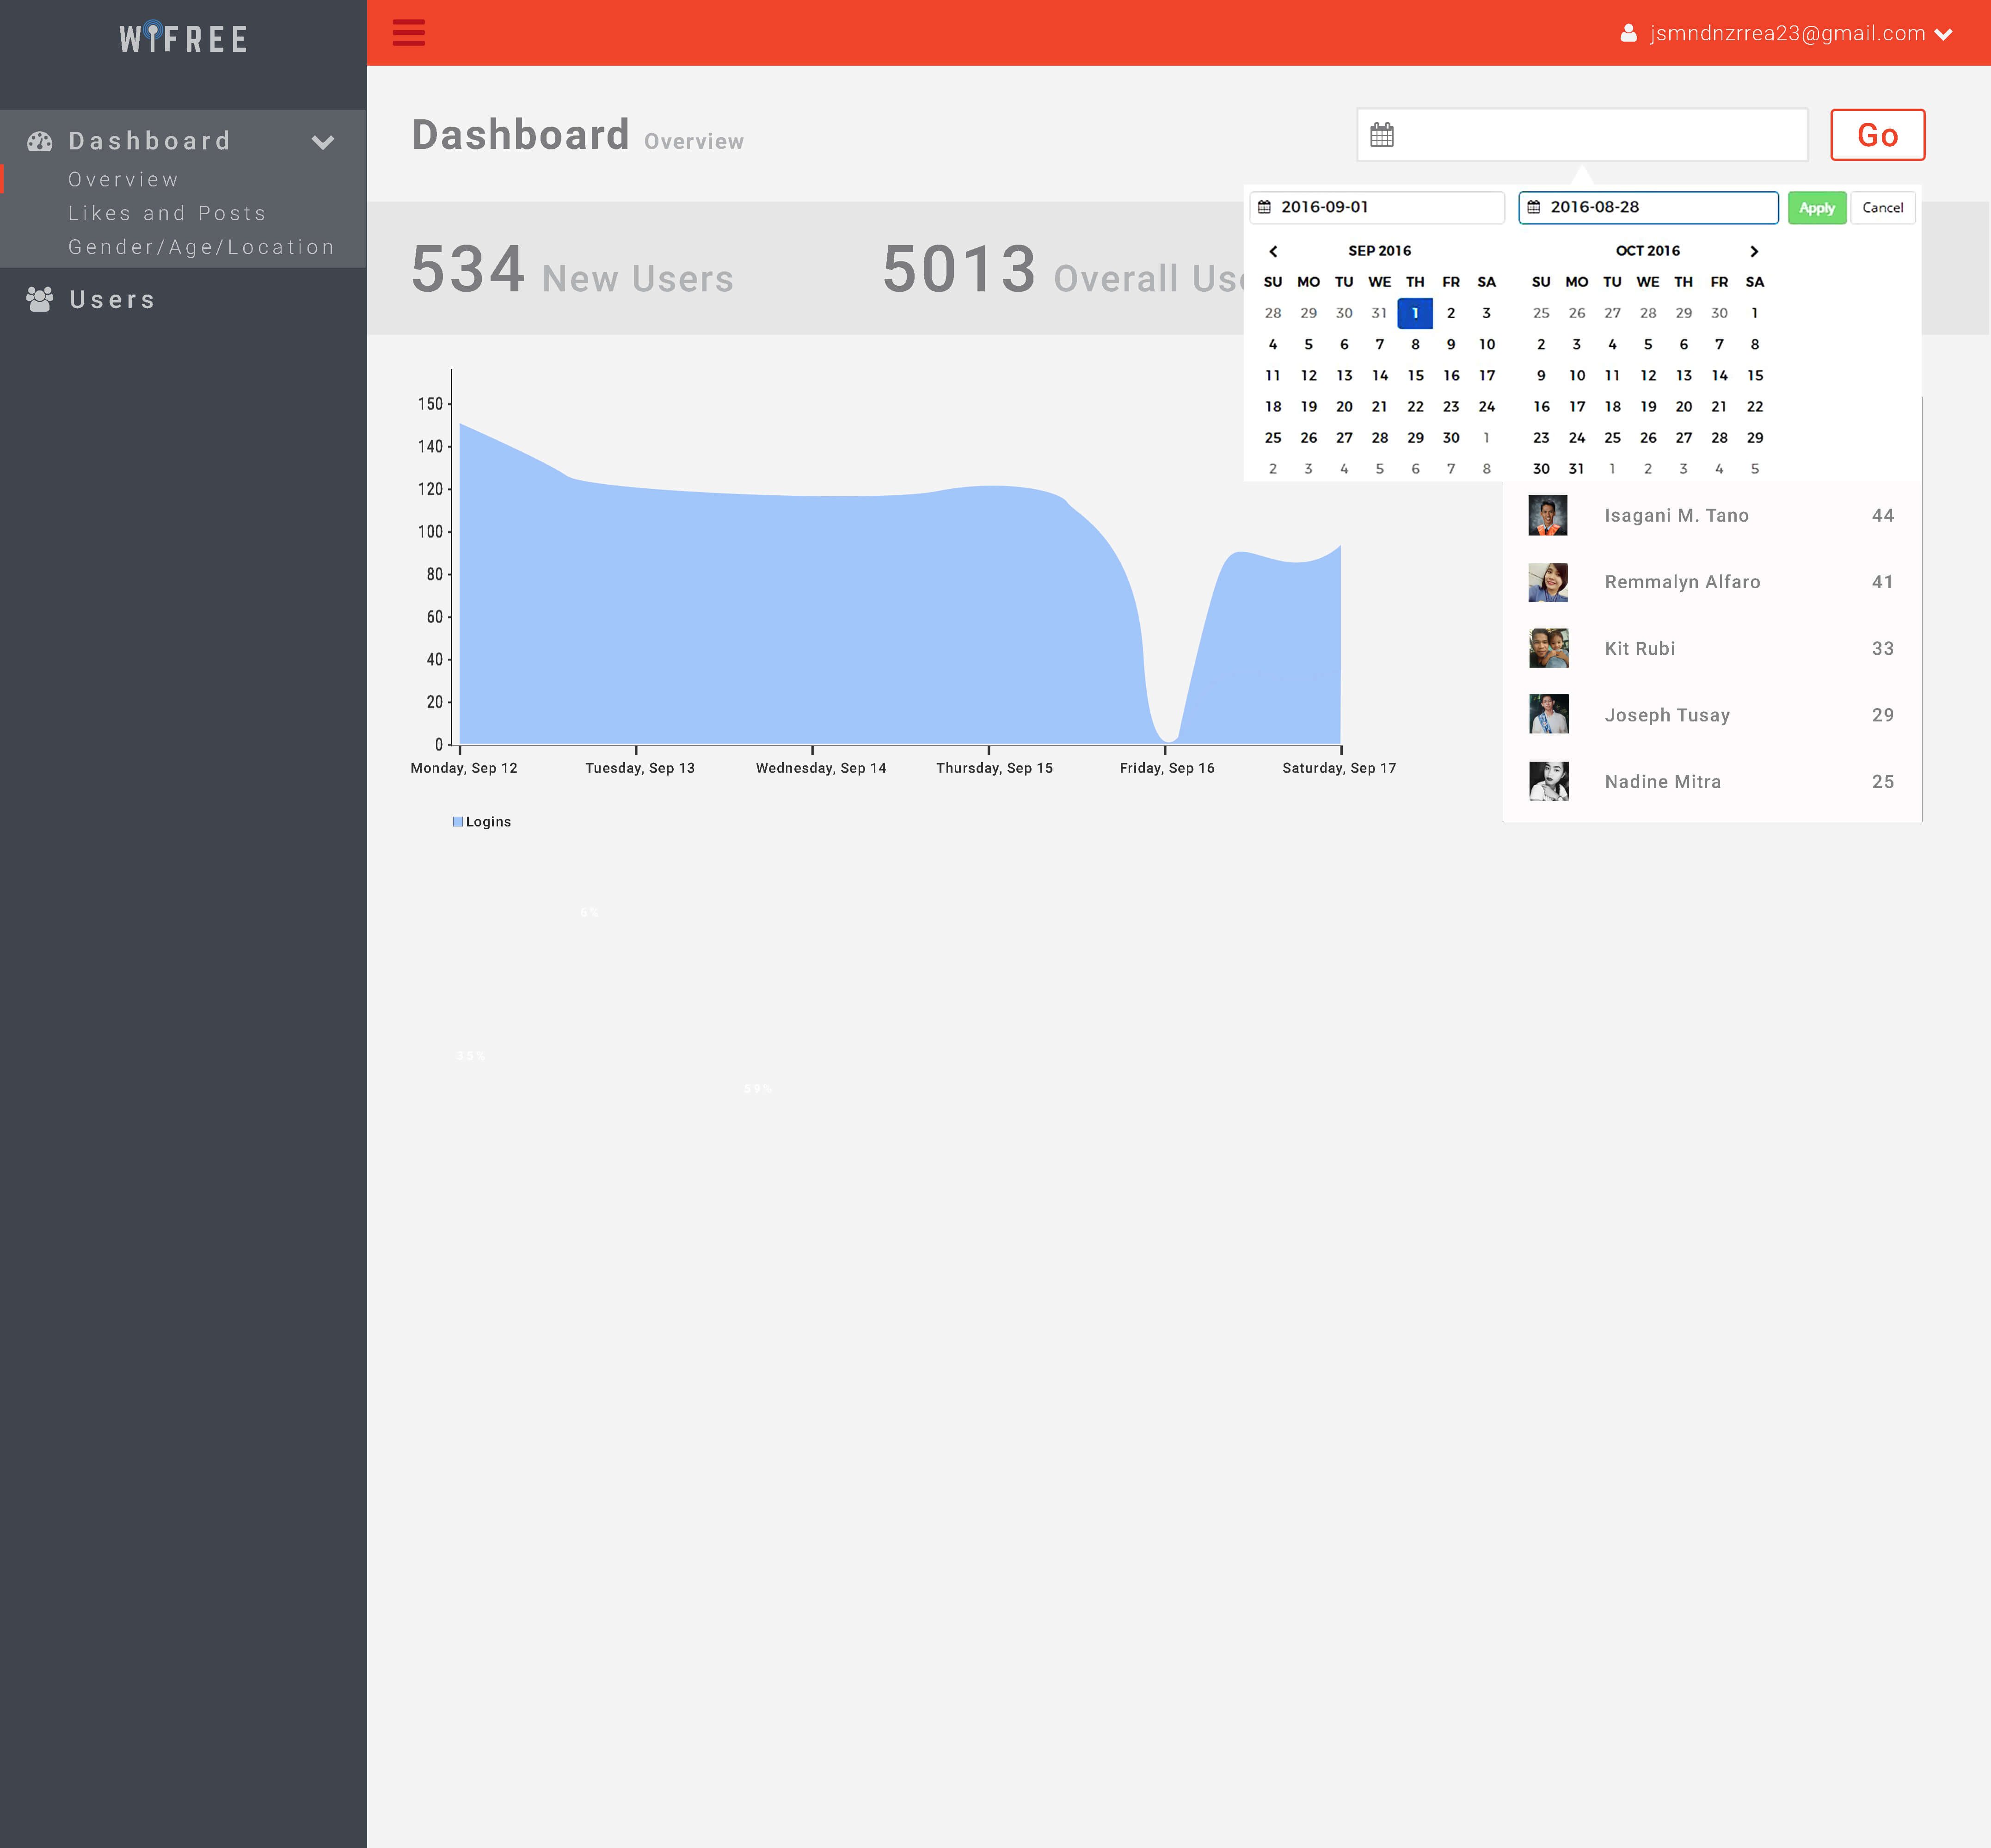 WIFREE
jsmndnzrrea23@gmail.com
Dashboard
Overview
Likes and Posts
Gender/Age/Location
Users
Dashboard Overview
Go
534 New Users
5013 Overall
2016-09-01
2016-08-28
Apply
Cancel
SEP 2016
SU MO TU WE TH FR SA
28 29 30 31 1 2 3
4 5 6 7 8 9 10
11 12 13 14 15 16 17
18 19 20 21 22 23 24
25 26 27 28 29 30 1
2 3 4 5 6 7 8
OCT 2016
SU MO TU WE TH FR SA
25 26 27 28 29 30 1
2 3 4 5 6 7 8
9 10 11 12 13 14 15
16 17 18 19 20 21 22
23 24 25 26 27 28 29
30 31 1 2 3 4 5
150
140
120
100
80
60
40
20
0
Monday, Sep 12
Tuesday, Sep 13
Wednesday, Sep 14
Thursday, Sep 15
Friday, Sep 16
Saturday, Sep 17
Logins
Isagani M. Tano 44
Remmalyn Alfaro 41
Kit Rubi 33
Joseph Tusay 29
Nadine Mitra 25
6%
35%
59%